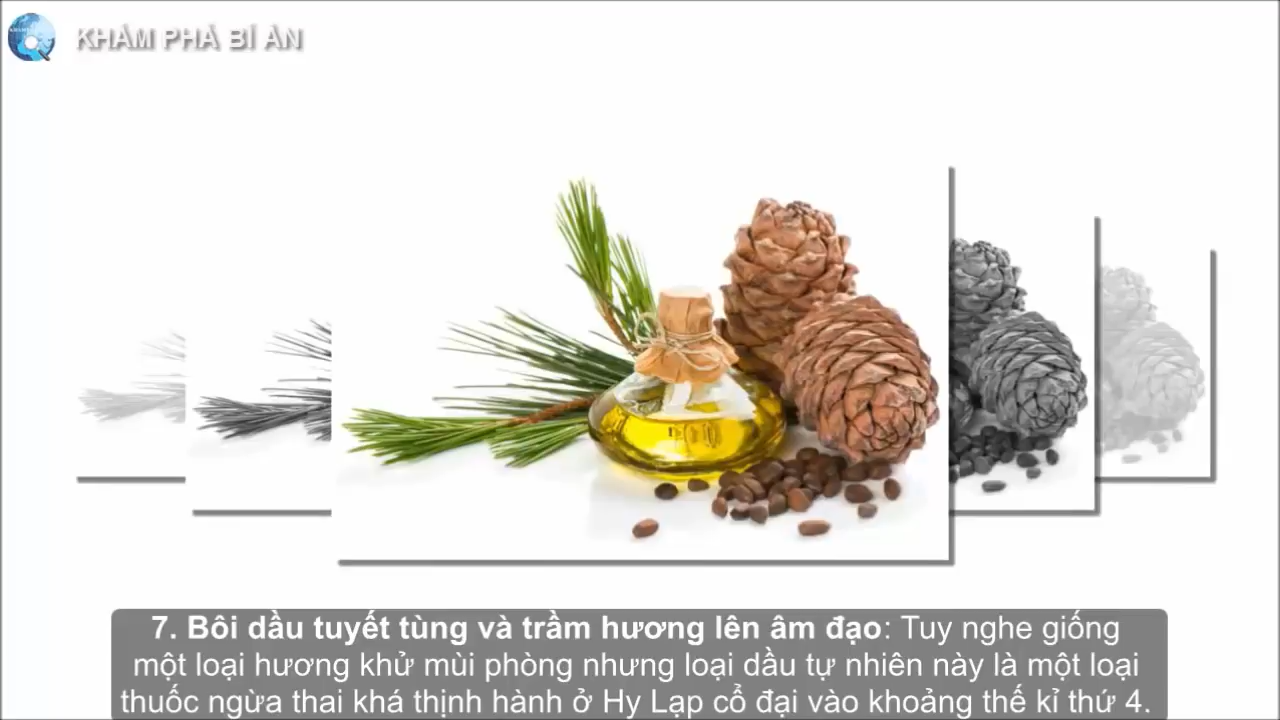 KHÁM PHÁ BÍ ẨN
7. Bôi dầu tuyết tùng và trầm hương lên âm đạo: Tuy nghe giống
một loại hương khử mùi phòng nhưng loại dầu tự nhiên này là một loại
thuốc ngừa thai khá thịnh hành ở Hy Lạp cổ đại vào khoảng thế kỉ thứ 4.